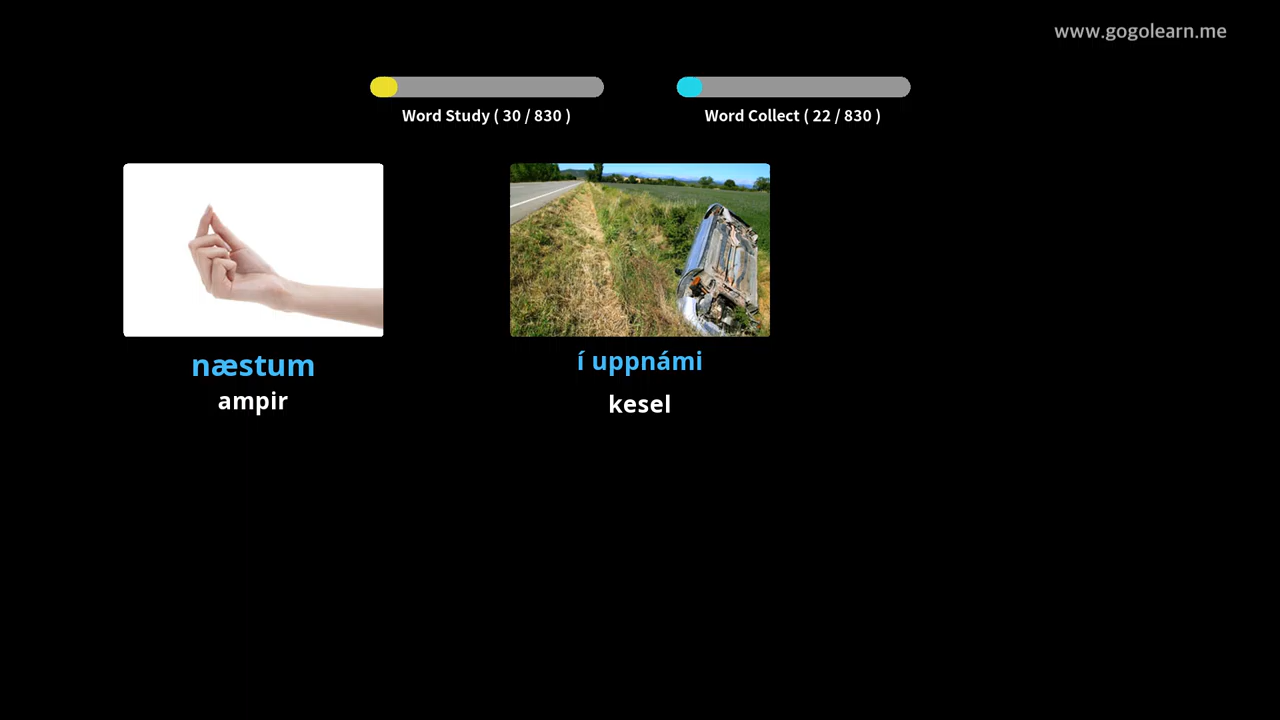 www.gogolearn.me
Word Study ( 30 / 830 )
Word Collect ( 22 / 830 )
næstum
ampir
í uppnámi
kesel